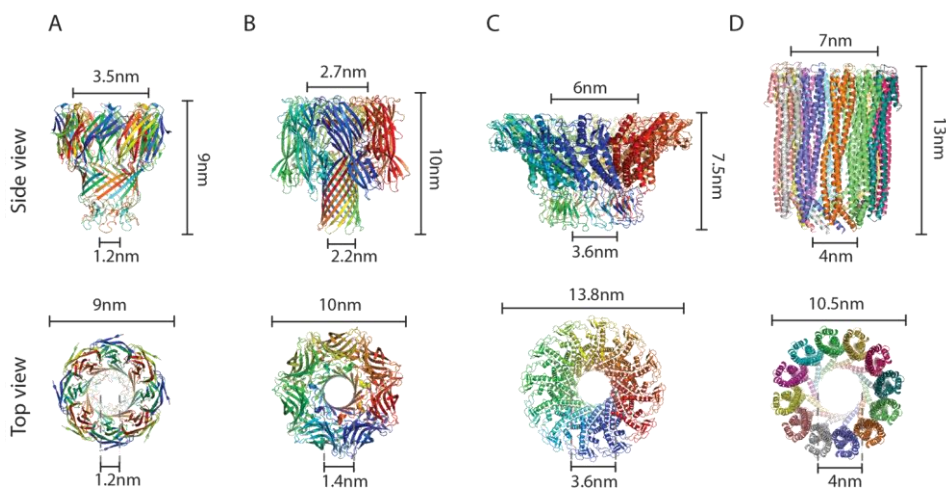 A
B
C
D
Side view
3.5nm
9nm
1.2nm
2.7nm
10nm
2.2nm
6nm
7.5nm
3.6nm
7nm
13nm
4nm
Top view
9nm
1.2nm
10nm
1.4nm
13.8nm
3.6nm
10.5nm
4nm